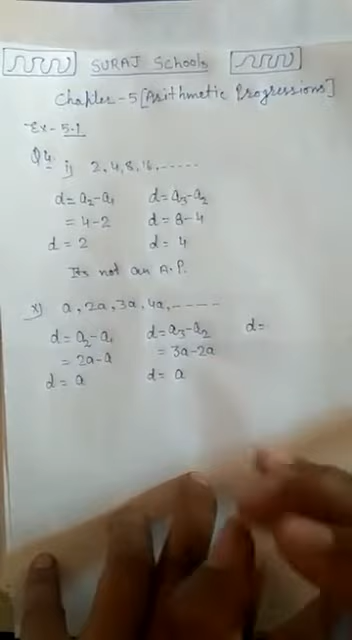 SURAJ Schools
Chapter-5 [Arithmetic Progressions]
Ex-5.1
Q4 i) 2, 4, 8, 16, -----
d = a₂-a₁ d = a₃-a₂
= 4-2 d = 8-4
d = 2 d = 4
Its not an A.P.
x) a, 2a, 3a, 4a, -----
d = a₂-a₁ d = a₃-a₂ d =
= 2a-a = 3a-2a
d = a d = a